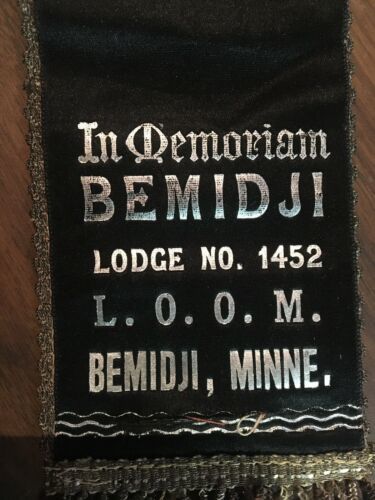 In Memoriam
BEMIDJI
LODGE NO. 1452
L. O. O. M.
BEMIDJI, MINNE.